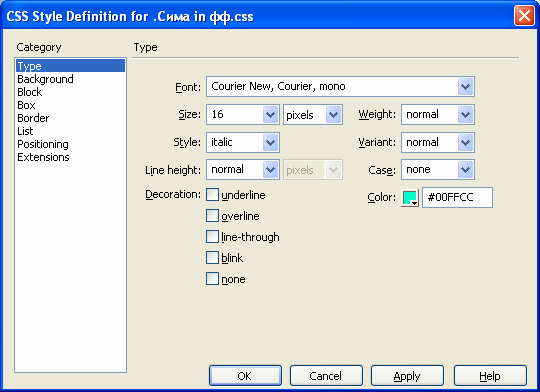 CSS Style Definition for .Сима in фф.css
Category
Type
Background
Block
Box
Border
List
Positioning
Extensions
Type
Font: Courier New, Courier, mono
Size: 16 pixels Weight: normal
Style: italic Variant: normal
Line height: normal pixels Case: none
Decoration: underline Color: #00FFCC
overline
line-through
blink
none
OK Cancel Apply Help